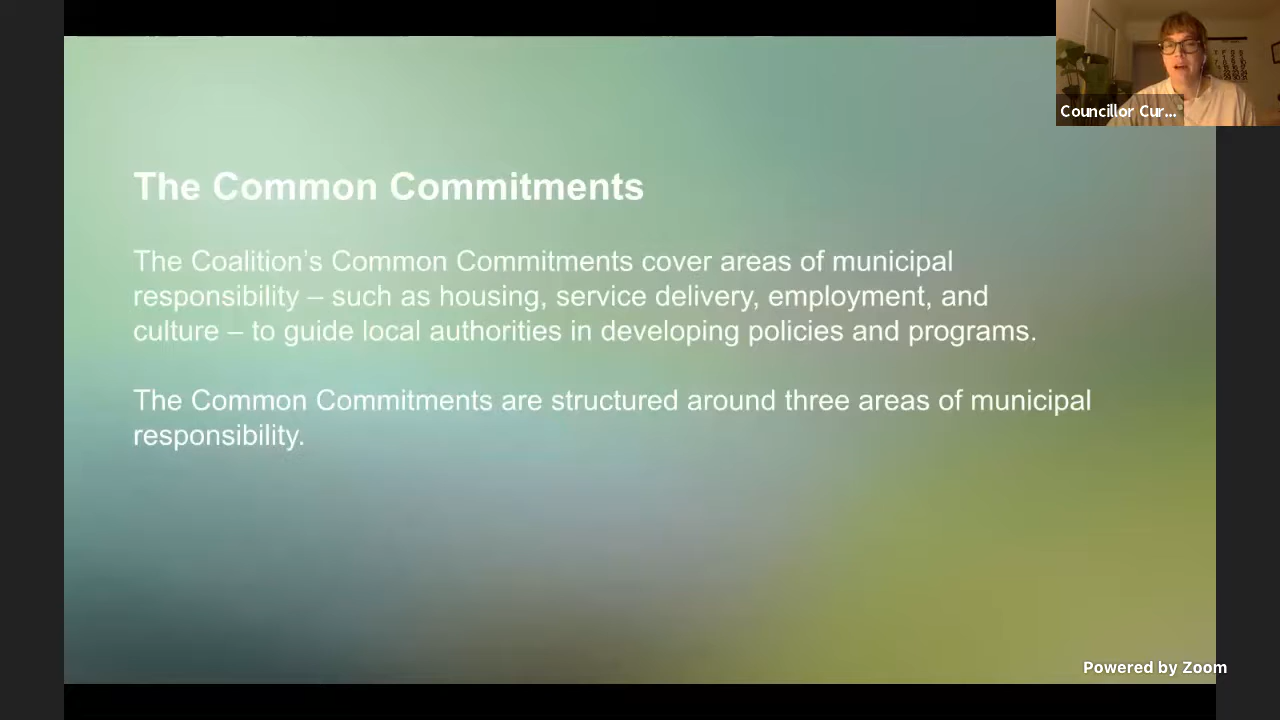 Councillor Cur...
The Common Commitments
The Coalition’s Common Commitments cover areas of municipal
responsibility – such as housing, service delivery, employment, and
culture – to guide local authorities in developing policies and programs.
The Common Commitments are structured around three areas of municipal
responsibility.
Powered by Zoom